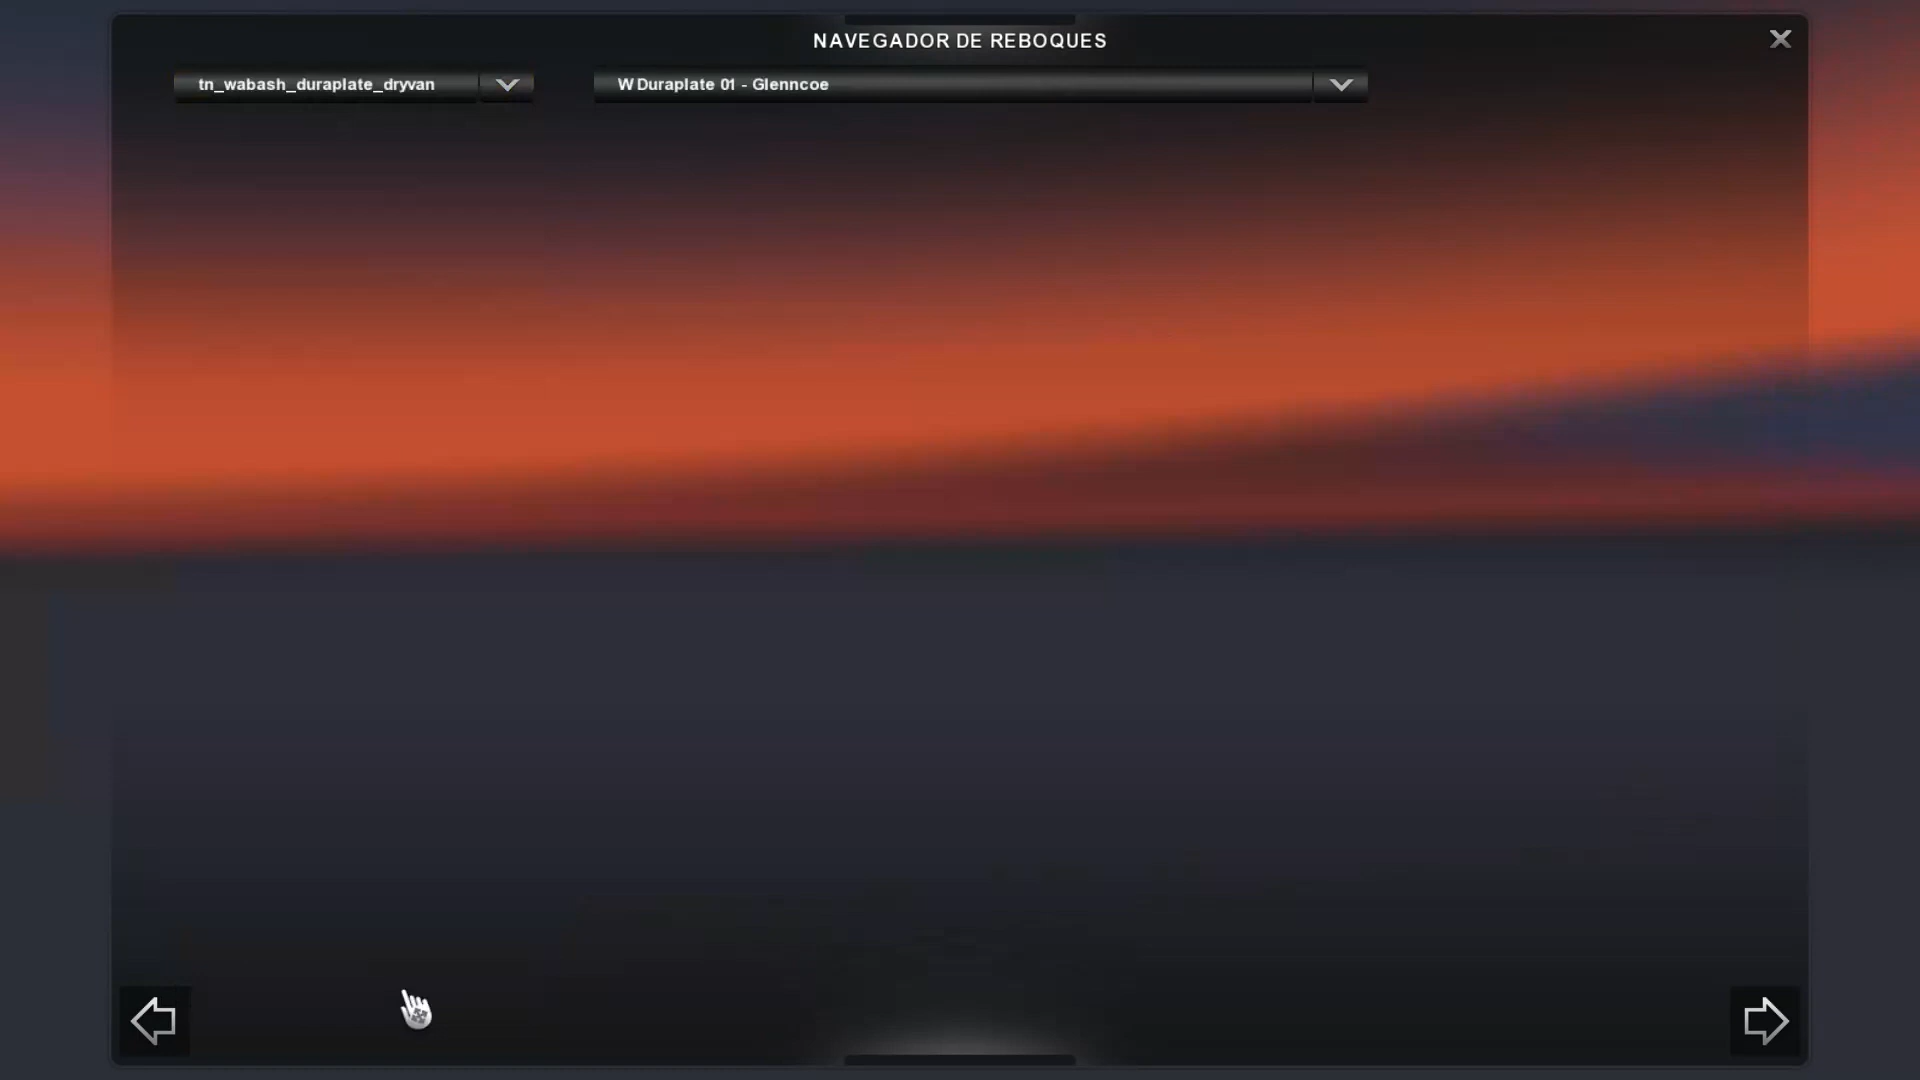 NAVEGADOR DE REBOQUES
tn_wabash_duraplate_dryvan
W Duraplate 01 - Glenncoe